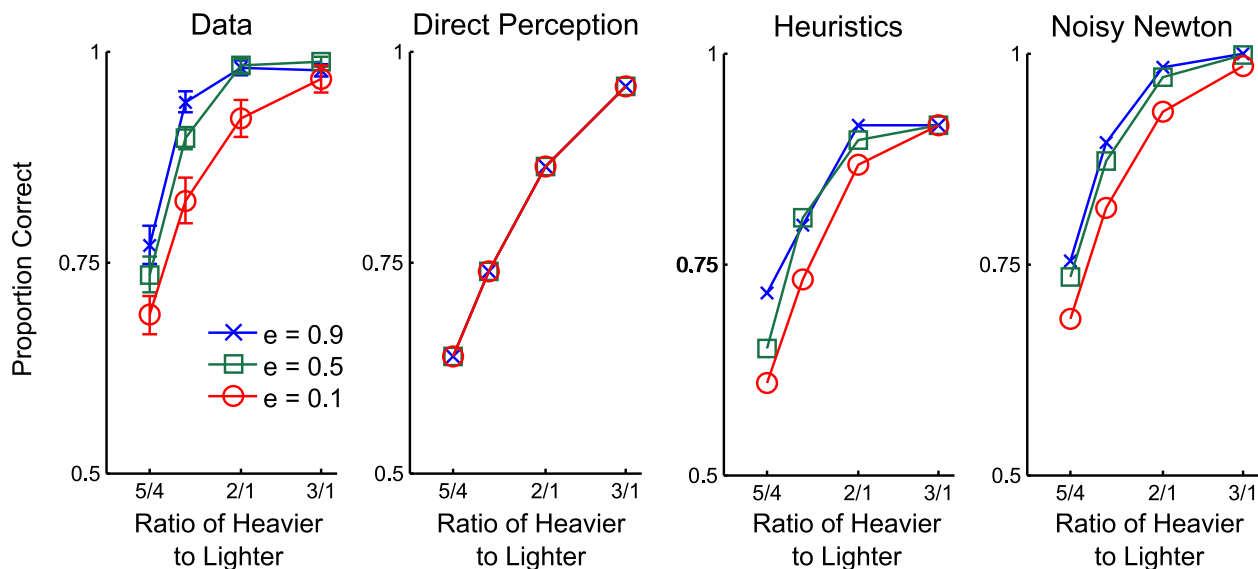 Data
Direct Perception
Heuristics
Noisy Newton
Proportion Correct
1
0.75
0.5
e = 0.9
e = 0.5
e = 0.1
5/4
2/1
3/1
Ratio of Heavier
to Lighter
1
0.75
0.5
5/4
2/1
3/1
Ratio of Heavier
to Lighter
1
0.75
0.5
5/4
2/1
3/1
Ratio of Heavier
to Lighter
1
0.75
0.5
5/4
2/1
3/1
Ratio of Heavier
to Lighter